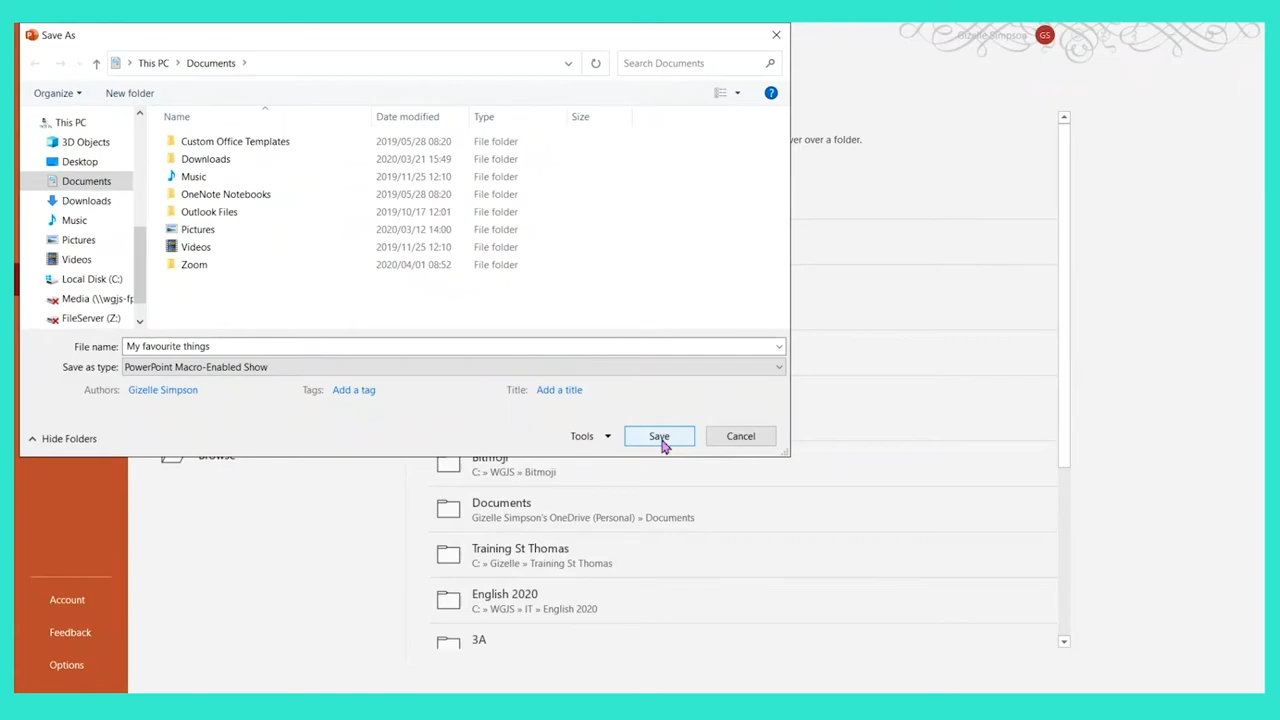 Save As
Gizelle Simpson GS
This PC Documents
Search Documents
Organize New folder
Name Date modified Type Size
This PC
3D Objects
Desktop
Documents
Downloads
Music
Pictures
Videos
Local Disk (C:)
Media (\\wgjs-fp
FileServer (Z:)
Custom Office Templates 2019/05/28 08:20 File folder
Downloads 2020/03/21 15:49 File folder
Music 2019/11/25 12:10 File folder
OneNote Notebooks 2019/05/28 08:20 File folder
Outlook Files 2019/10/17 12:01 File folder
Pictures 2020/03/12 14:00 File folder
Videos 2019/11/25 12:10 File folder
Zoom 2020/04/01 08:52 File folder
ver over a folder.
File name: My favourite things
Save as type: PowerPoint Macro-Enabled Show
Authors: Gizelle Simpson Tags: Add a tag Title: Add a title
Hide Folders Tools Save Cancel
Browse
Bitmoji
C: » WGJS » Bitmoji
Documents
Gizelle Simpson's OneDrive (Personal) » Documents
Training St Thomas
C: » Gizelle » Training St Thomas
English 2020
C: » WGJS » IT » English 2020
3A
Account
Feedback
Options